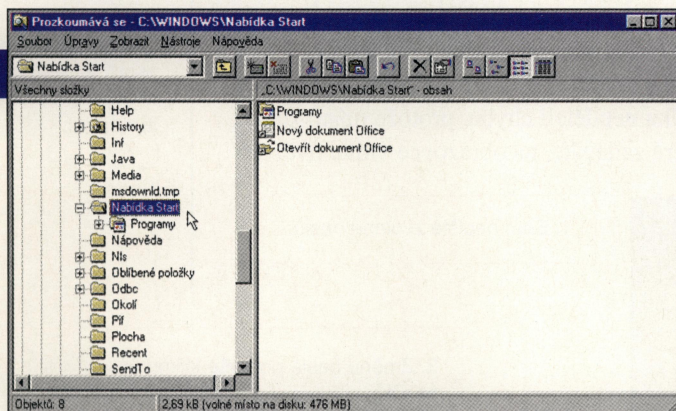 Prozkoumává se - C:\WINDOWS\Nabídka Start
Soubor Úpravy Zobrazit Nástroje Nápověda
Nabídka Start
Všechny složky
„C:\WINDOWS\Nabídka Start“ - obsah
Help
History
Inf
Java
Media
msdownld.tmp
Nabídka Start
Programy
Nápověda
Nls
Oblíbené položky
Odbc
Okolí
Pif
Plocha
Recent
SendTo
Programy
Nový dokument Office
Otevřít dokument Office
Objektů: 8
2,69 kB (volné místo na disku: 476 MB)